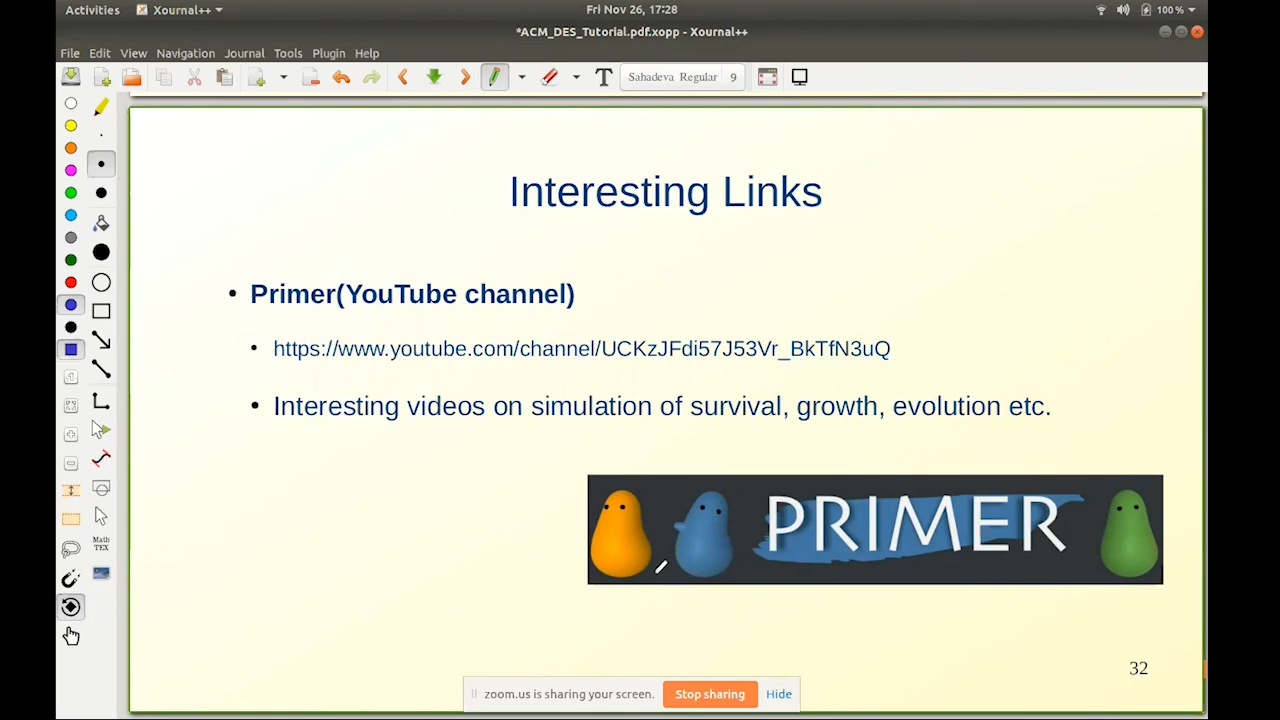 Activities Xournal++ Fri Nov 26, 17:28 100 %
*ACM_DES_Tutorial.pdf.xopp - Xournal++
File Edit View Navigation Journal Tools Plugin Help
T Sahadeva Regular 9
Interesting Links
• Primer(YouTube channel)
• https://www.youtube.com/channel/UCKzJFdi57J53Vr_BkTfN3uQ
• Interesting videos on simulation of survival, growth, evolution etc.
PRIMER
Math
TEX
32
zoom.us is sharing your screen. Stop sharing Hide